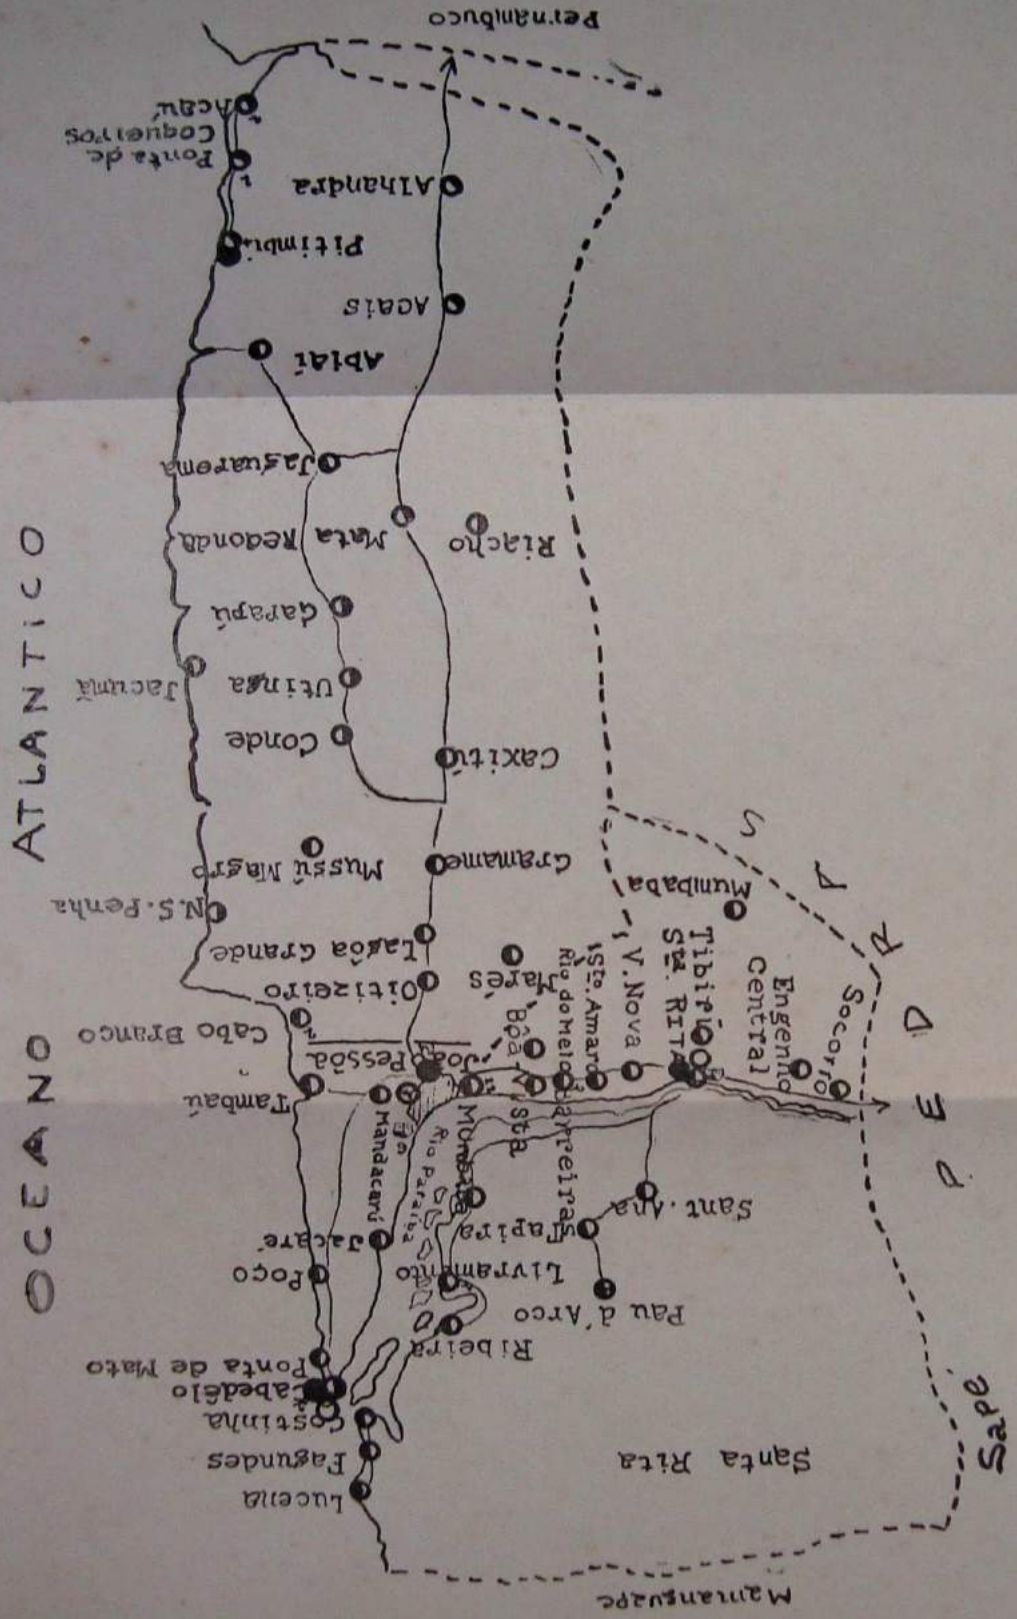 Mamanguape
Santa Rita
Sapé
Lucena
Fagundes
Costinha
Cabedêlo
Ponta de Mato
Ribeira
Pau d'Arco
Poço
Livramento
Jacaré
Tapira
Sant. Ana
Rio Paraíba
Mandacarú
Barreiras
Tambaú
João Pessôa
Bôa Vista
Rio do Meio
Sto. Amaro
V. Nova
Sta. RITA
Tibirí
Engenho
Central
Socorro
Cabo Branco
Oitizeiro
Marés
Lagôa Grande
N.S. Penha
Mumbaba
Mussú Magro
Gramame
Conde
Caxitú
Utinga
Jacumã
Garapú
Mata Redonda
Riacho
Jaguarema
Abiaí
Acais
Pitimbú
Alhandra
Ponta de
Coqueiros
Acaú
Pernambuco
OCEANO ATLANTICO
PEDRAS